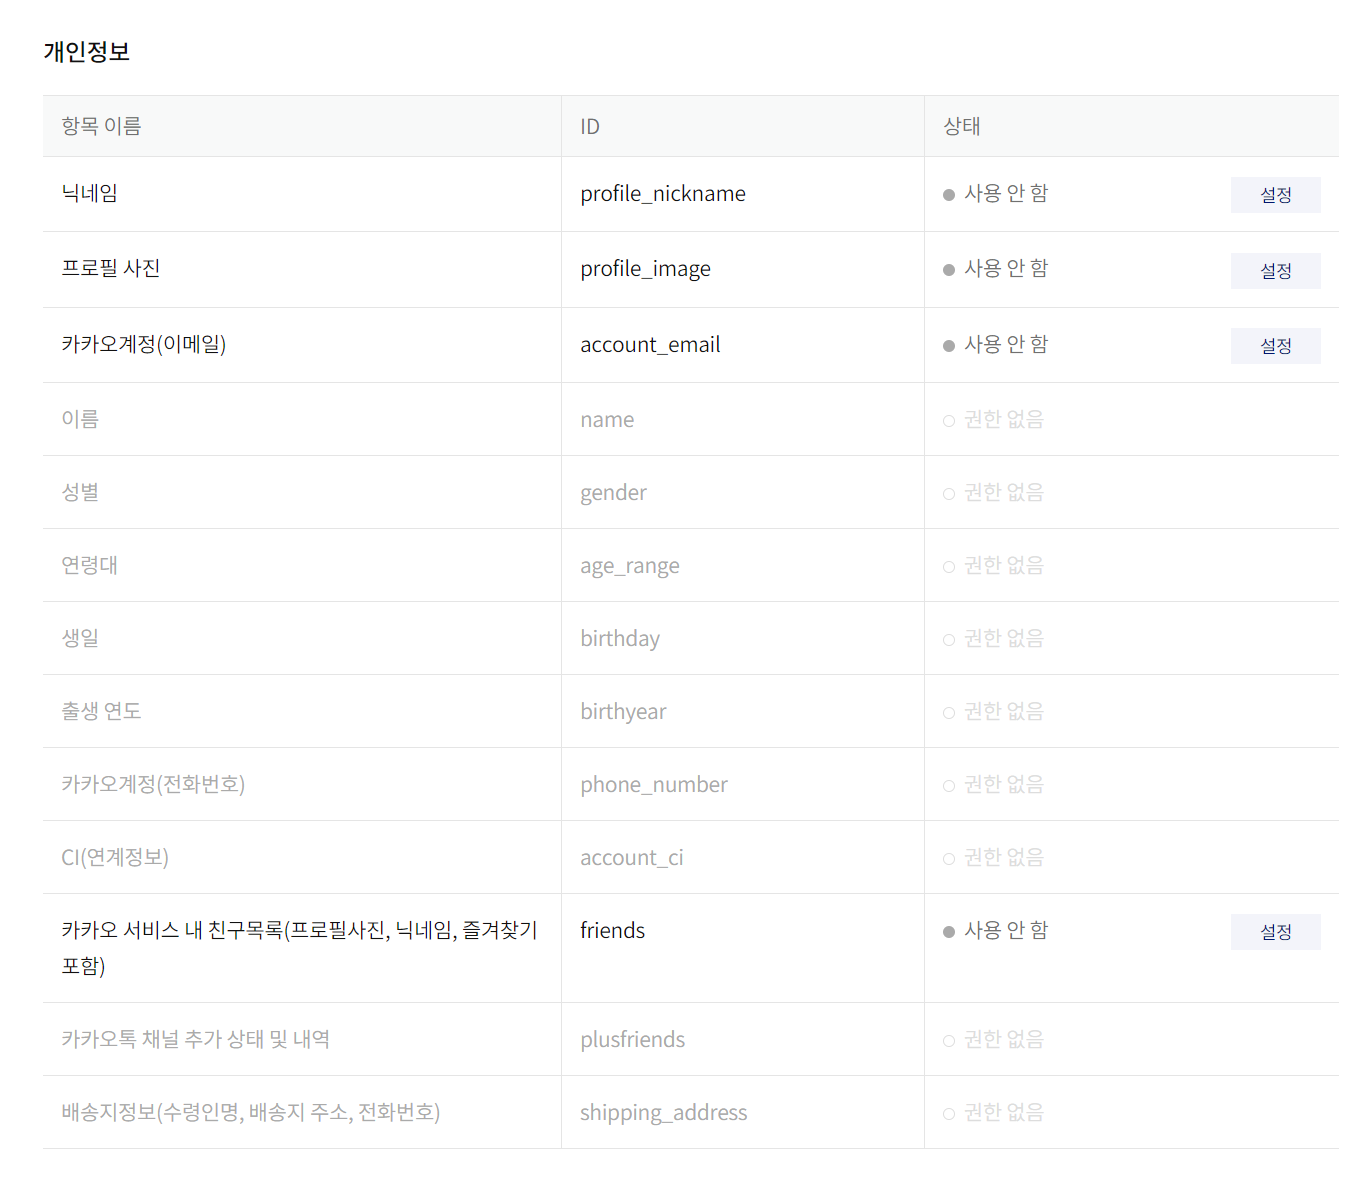 개인정보
항목 이름 ID 상태
닉네임 profile_nickname 사용 안 함 설정
프로필 사진 profile_image 사용 안 함 설정
카카오계정(이메일) account_email 사용 안 함 설정
이름 name 권한 없음
성별 gender 권한 없음
연령대 age_range 권한 없음
생일 birthday 권한 없음
출생 연도 birthyear 권한 없음
카카오계정(전화번호) phone_number 권한 없음
CI(연계정보) account_ci 권한 없음
카카오 서비스 내 친구목록(프로필사진, 닉네임, 즐겨찾기 friends 사용 안 함 설정
포함)
카카오톡 채널 추가 상태 및 내역 plusfriends 권한 없음
배송지정보(수령인명, 배송지 주소, 전화번호) shipping_address 권한 없음